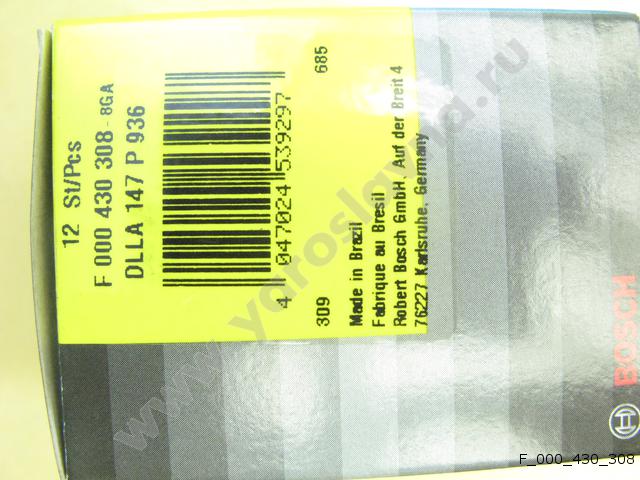 12 St/Pcs
F 000 430 308 - 8GA
DLLA 147 P 936
4 047024 539297
309
685
Made in Brazil
Fabrique au Bresil
Robert Bosch GmbH, Auf der Breit 4
76227 Karlsruhe, Germany
BOSCH
www.yaroslavna.ru
F_000_430_308